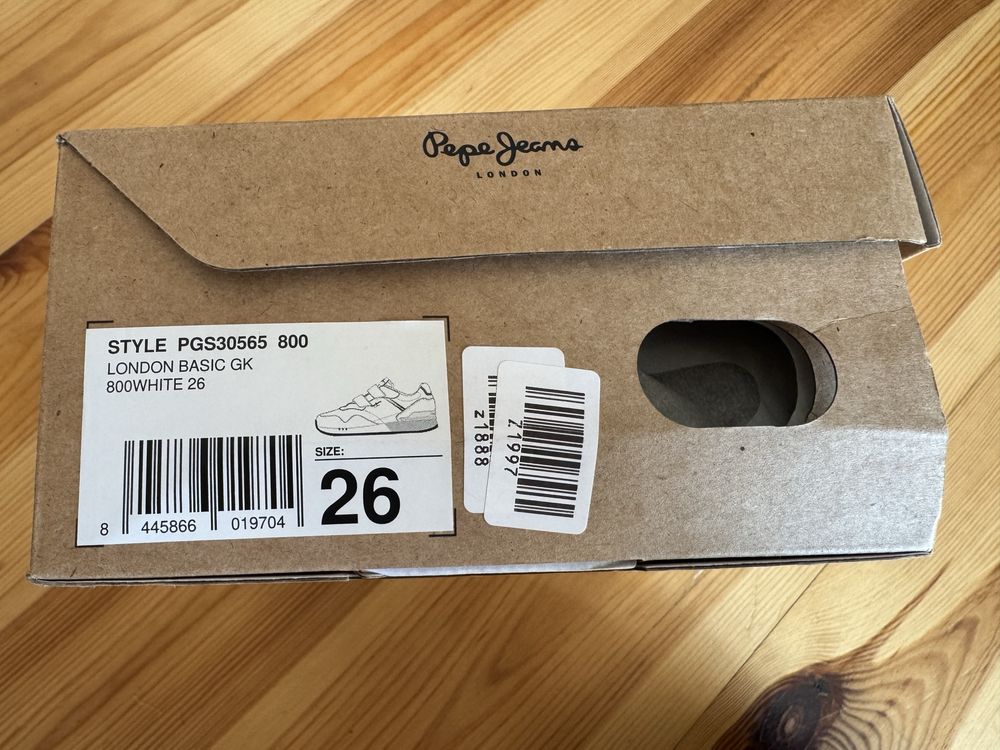 Pepe Jeans
LONDON
STYLE PGS30565 800
LONDON BASIC GK
800WHITE 26
SIZE:
26
8 445866 019704
z1888
Z1997